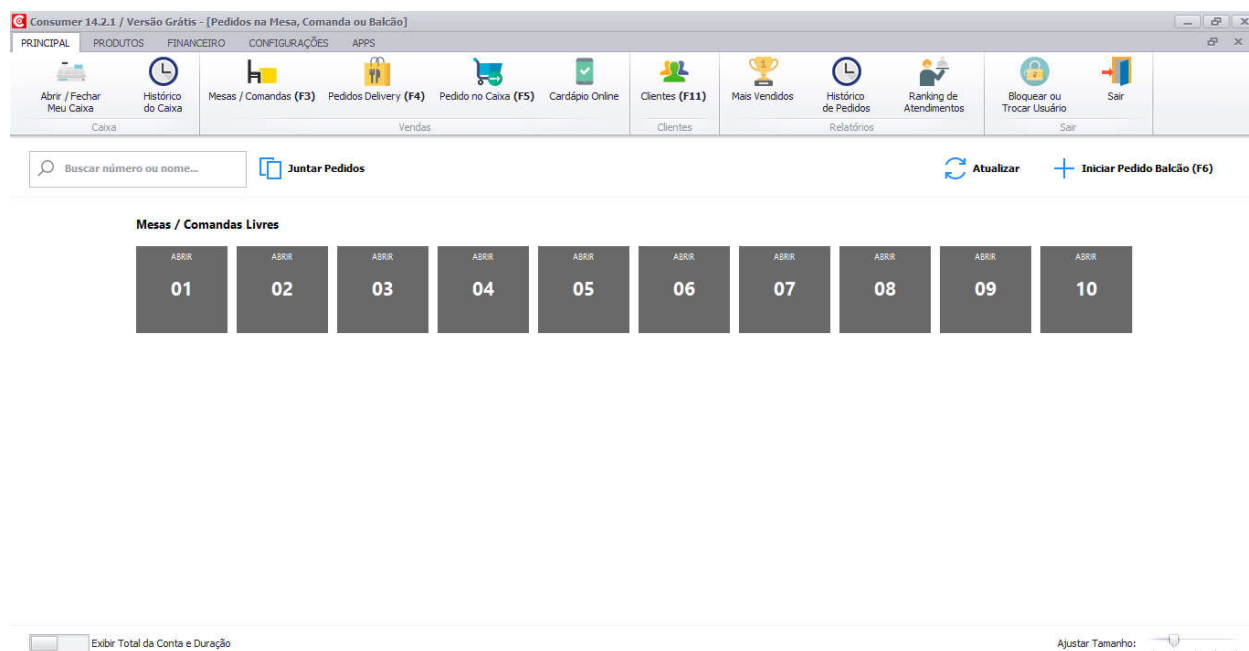 Consumer 14.2.1 / Versão Grátis - [Pedidos na Mesa, Comanda ou Balcão]
PRINCIPAL PRODUTOS FINANCEIRO CONFIGURAÇÕES APPS
Abrir / Fechar Meu Caixa
Histórico do Caixa
Mesas / Comandas (F3)
Pedidos Delivery (F4)
Pedido no Caixa (F5)
Cardápio Online
Clientes (F11)
Mais Vendidos
Histórico de Pedidos
Ranking de Atendimentos
Bloquear ou Trocar Usuário
Sair
Caixa Vendas Clientes Relatórios Sair
Buscar número ou nome... Juntar Pedidos Atualizar Iniciar Pedido Balcão (F6)
Mesas / Comandas Livres
ABRIR ABRIR ABRIR ABRIR ABRIR ABRIR ABRIR ABRIR ABRIR ABRIR
01 02 03 04 05 06 07 08 09 10
Exibir Total da Conta e Duração Ajustar Tamanho: